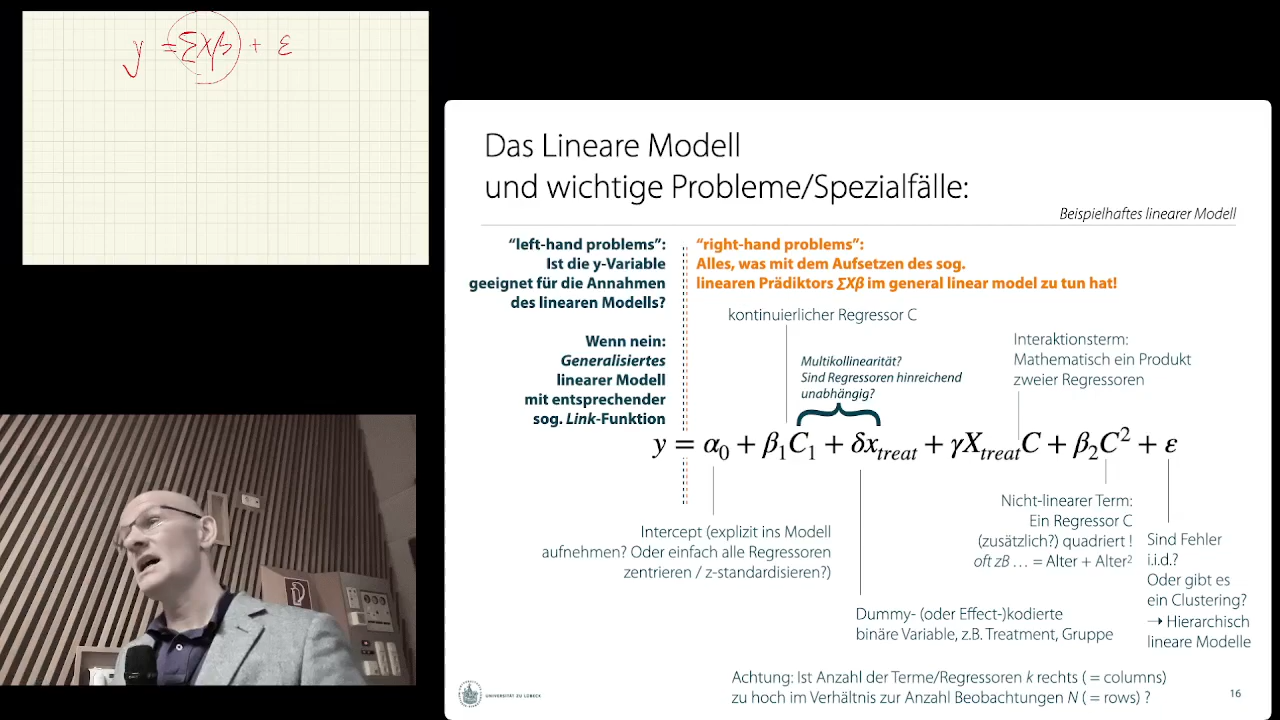 y = ΣXβ + ε
Das Lineare Modell
und wichtige Probleme/Spezialfälle:
Beispielhaftes linearer Modell
“left-hand problems”:
Ist die y-Variable
geeignet für die Annahmen
des linearen Modells?
Wenn nein:
Generalisiertes
linearer Modell
mit entsprechender
sog. Link-Funktion
“right-hand problems”:
Alles, was mit dem Aufsetzen des sog.
linearen Prädiktors ∑Xβ im general linear model zu tun hat!
kontinuierlicher Regressor C
Multikollinearität?
Sind Regressoren hinreichend
unabhängig?
Interaktionsterm:
Mathematisch ein Produkt
zweier Regressoren
y = α₀ + β₁C₁ + δx_treat + γX_treatC + β₂C² + ε
Intercept (explizit ins Modell
aufnehmen? Oder einfach alle Regressoren
zentrieren / z-standardisieren?)
Dummy- (oder Effect-)kodierte
binäre Variable, z.B. Treatment, Gruppe
Nicht-linearer Term:
Ein Regressor C
(zusätzlich?) quadriert !
oft zB … = Alter + Alter²
Sind Fehler
i.i.d.?
Oder gibt es
ein Clustering?
→ Hierarchisch
lineare Modelle
Achtung: Ist Anzahl der Terme/Regressoren k rechts ( = columns)
zu hoch im Verhältnis zur Anzahl Beobachtungen N ( = rows) ?
UNIVERSITÄT ZU LÜBECK
16